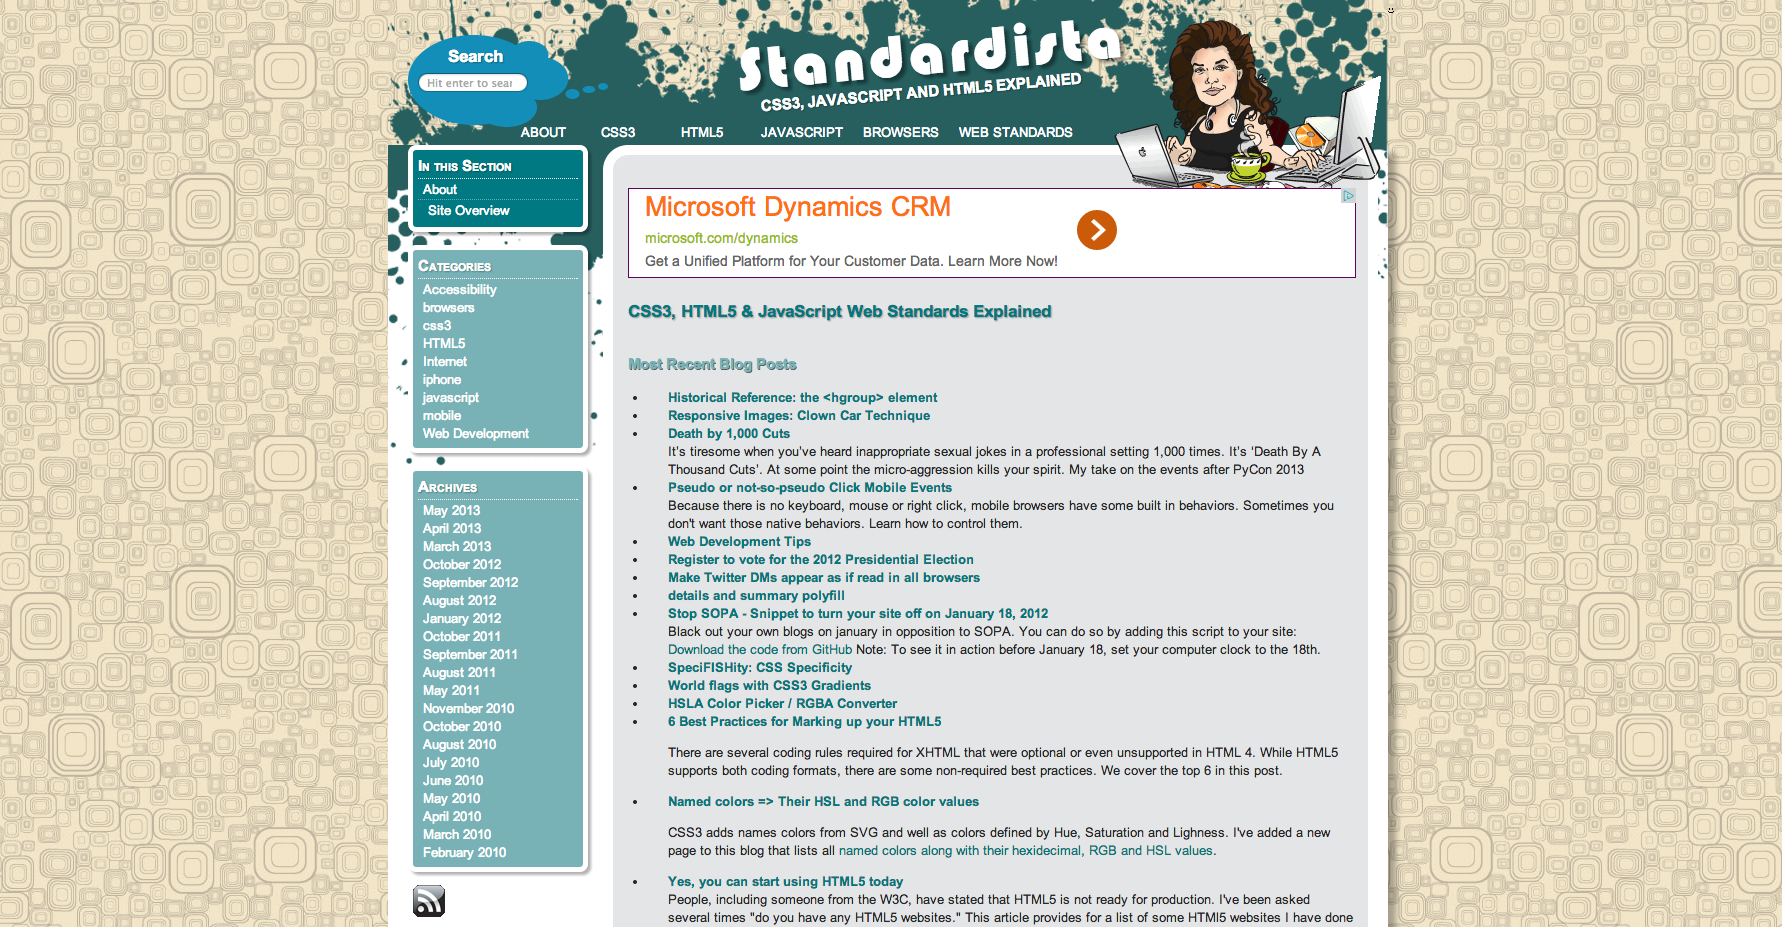 Search
Hit enter to sear
Standardista
CSS3, JAVASCRIPT AND HTML5 EXPLAINED
ABOUT CSS3 HTML5 JAVASCRIPT BROWSERS WEB STANDARDS
In this Section
About
Site Overview
Categories
Accessibility
browsers
css3
HTML5
Internet
iphone
javascript
mobile
Web Development
Archives
May 2013
April 2013
March 2013
October 2012
September 2012
August 2012
January 2012
October 2011
September 2011
August 2011
May 2011
November 2010
October 2010
August 2010
July 2010
June 2010
May 2010
April 2010
March 2010
February 2010
Microsoft Dynamics CRM
microsoft.com/dynamics
Get a Unified Platform for Your Customer Data. Learn More Now!
CSS3, HTML5 & JavaScript Web Standards Explained
Most Recent Blog Posts
• Historical Reference: the <hgroup> element
• Responsive Images: Clown Car Technique
• Death by 1,000 Cuts
It's tiresome when you've heard inappropriate sexual jokes in a professional setting 1,000 times. It's 'Death By A
Thousand Cuts'. At some point the micro-aggression kills your spirit. My take on the events after PyCon 2013
• Pseudo or not-so-pseudo Click Mobile Events
Because there is no keyboard, mouse or right click, mobile browsers have some built in behaviors. Sometimes you
don't want those native behaviors. Learn how to control them.
• Web Development Tips
• Register to vote for the 2012 Presidential Election
• Make Twitter DMs appear as if read in all browsers
• details and summary polyfill
• Stop SOPA - Snippet to turn your site off on January 18, 2012
Black out your own blogs on january in opposition to SOPA. You can do so by adding this script to your site:
Download the code from GitHub Note: To see it in action before January 18, set your computer clock to the 18th.
• SpeciFISHity: CSS Specificity
• World flags with CSS3 Gradients
• HSLA Color Picker / RGBA Converter
• 6 Best Practices for Marking up your HTML5
There are several coding rules required for XHTML that were optional or even unsupported in HTML 4. While HTML5
supports both coding formats, there are some non-required best practices. We cover the top 6 in this post.
• Named colors => Their HSL and RGB color values
CSS3 adds names colors from SVG and well as colors defined by Hue, Saturation and Lighness. I've added a new
page to this blog that lists all named colors along with their hexidecimal, RGB and HSL values.
• Yes, you can start using HTML5 today
People, including someone from the W3C, have stated that HTML5 is not ready for production. I've been asked
several times "do you have any HTML5 websites." This article provides for a list of some HTMl5 websites I have done